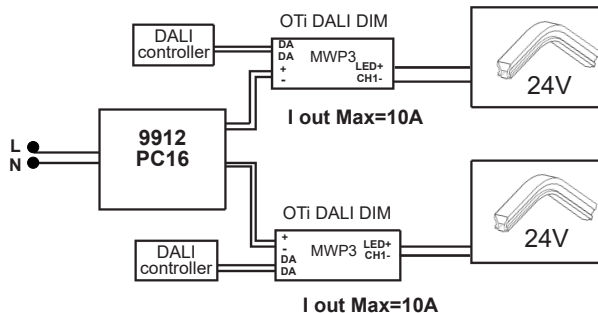 OTi DALI DIM
DALI
controller
DA
DA
+
-
MWP3
LED+
CH1-
24V
I out Max=10A
L
N
9912
PC16
OTi DALI DIM
+
-
DA
DA
MWP3
LED+
CH1-
24V
DALI
controller
I out Max=10A